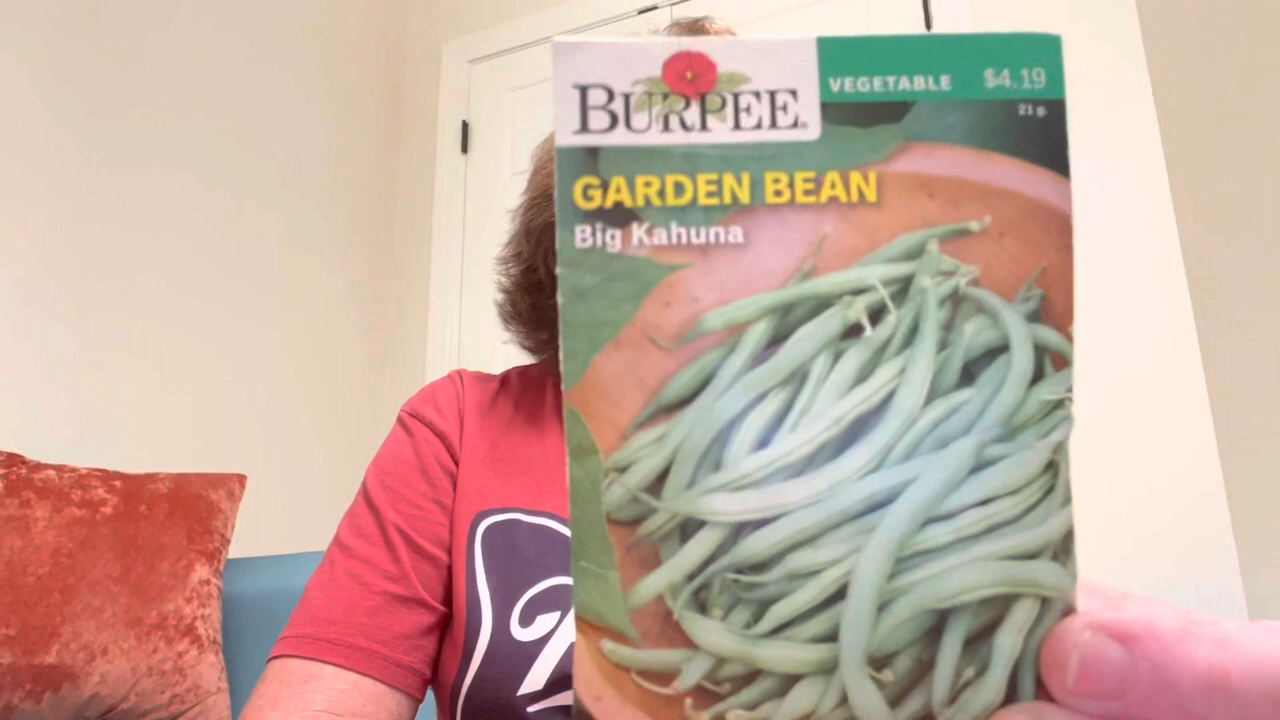 BURPEE
VEGETABLE $4.19
21 g.
GARDEN BEAN
Big Kahuna